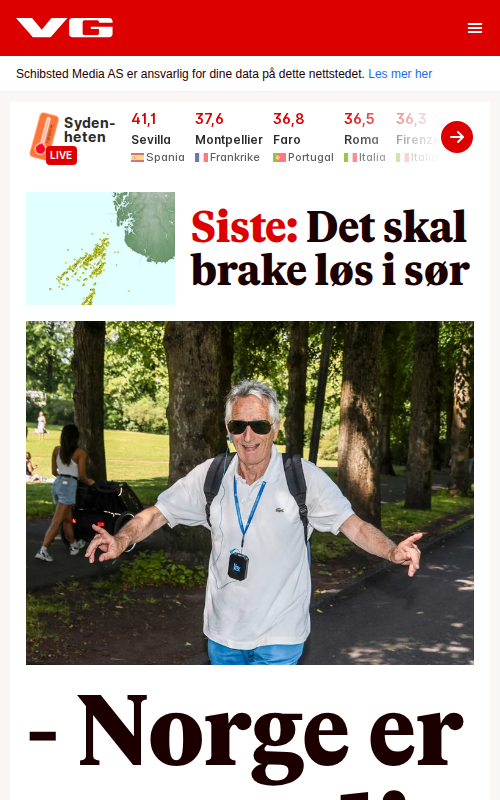 VG
Schibsted Media AS er ansvarlig for dine data på dette nettstedet. Les mer her
Syden-
heten
LIVE
41,1
Sevilla
Spania
37,6
Montpellier
Frankrike
36,8
Faro
Portugal
36,5
Roma
Italia
36,3
Firenz
Italia
Siste: Det skal
brake løs i sør
- Norge er